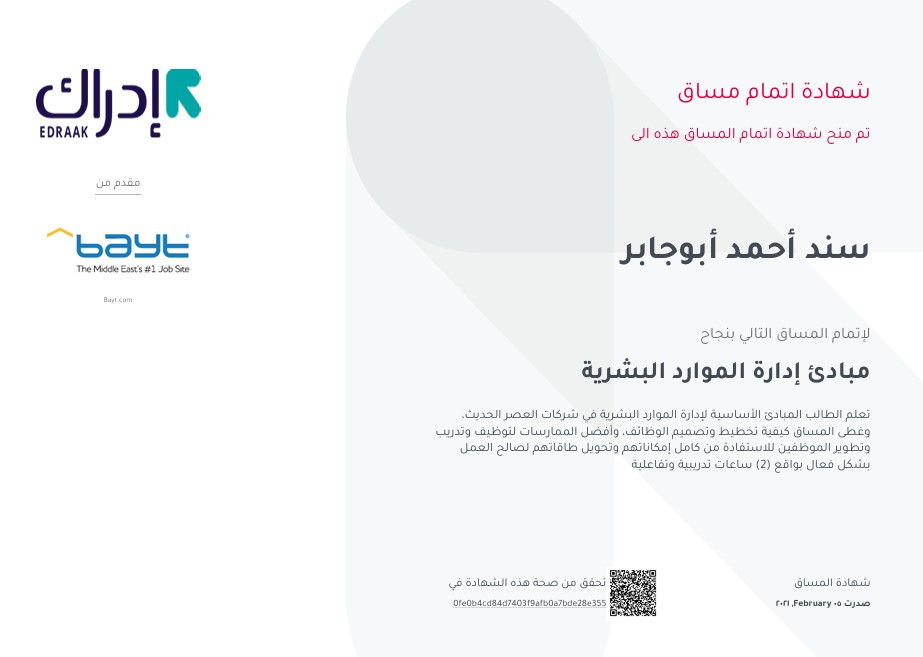 شهادة اتمام مساق
تم منح شهادة اتمام المساق هذه الى
سند أحمد أبوجابر
لإتمام المساق التالي بنجاح
مبادئ إدارة الموارد البشرية
تعلم الطالب المبادئ الأساسية لإدارة الموارد البشرية في شركات العصر الحديث،
وغطى المساق كيفية تخطيط وتصميم الوظائف، وأفضل الممارسات لتوظيف وتدريب
وتطوير الموظفين للاستفادة من كامل إمكاناتهم وتحويل طاقاتهم لصالح العمل
بشكل فعال بواقع (2) ساعات تدريبية وتفاعلية
شهادة المساق
صدرت ٠٥ February, ٢٠٢١
تحقق من صحة هذه الشهادة في
0fe0b4cd84d7403f9afb0a7bde28e355
إدراك
EDRAAK
مقدم من
bayt
The Middle East's #1 Job Site
Bayt.com